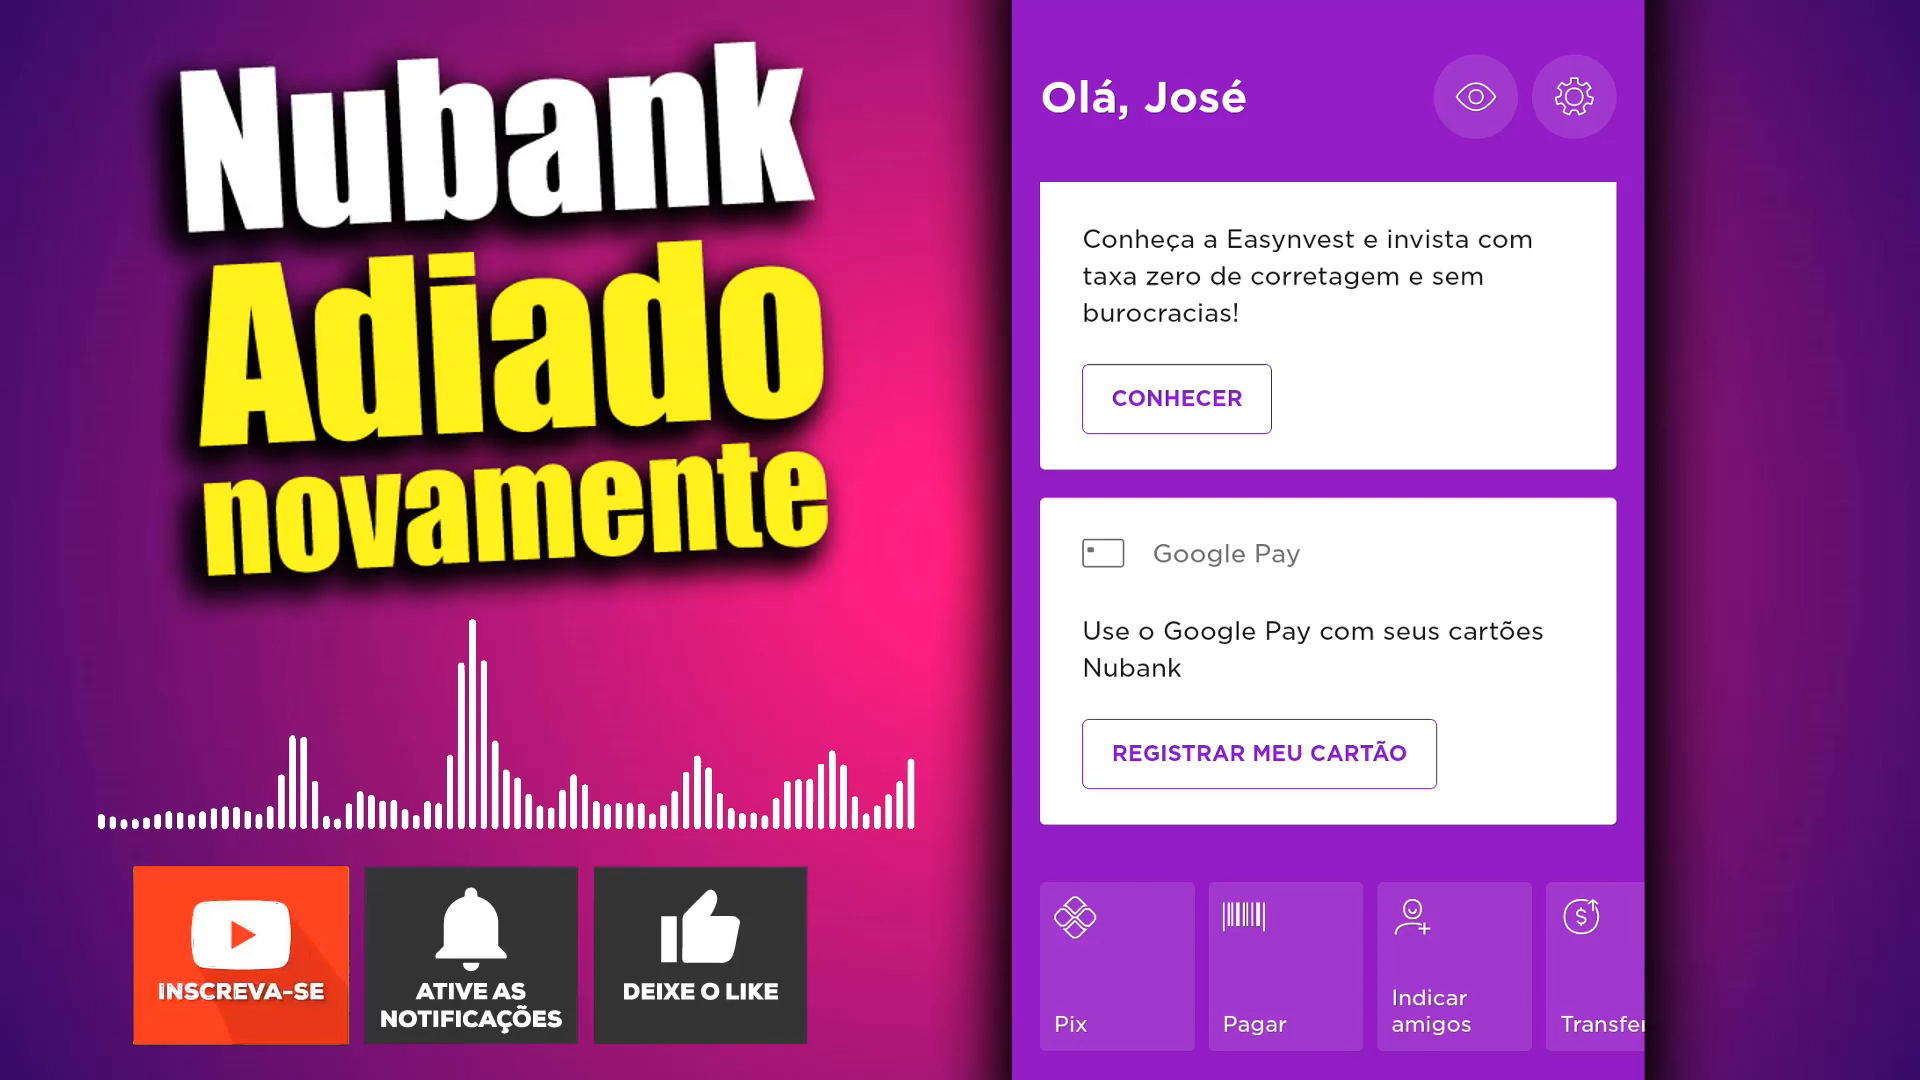 Nubank
Adiado
novamente
INSCREVA-SE
ATIVE AS
NOTIFICAÇÕES
DEIXE O LIKE
Olá, José
Conheça a Easynvest e invista com
taxa zero de corretagem e sem
burocracias!
CONHECER
Google Pay
Use o Google Pay com seus cartões
Nubank
REGISTRAR MEU CARTÃO
Pix
Pagar
Indicar
amigos
Transfer